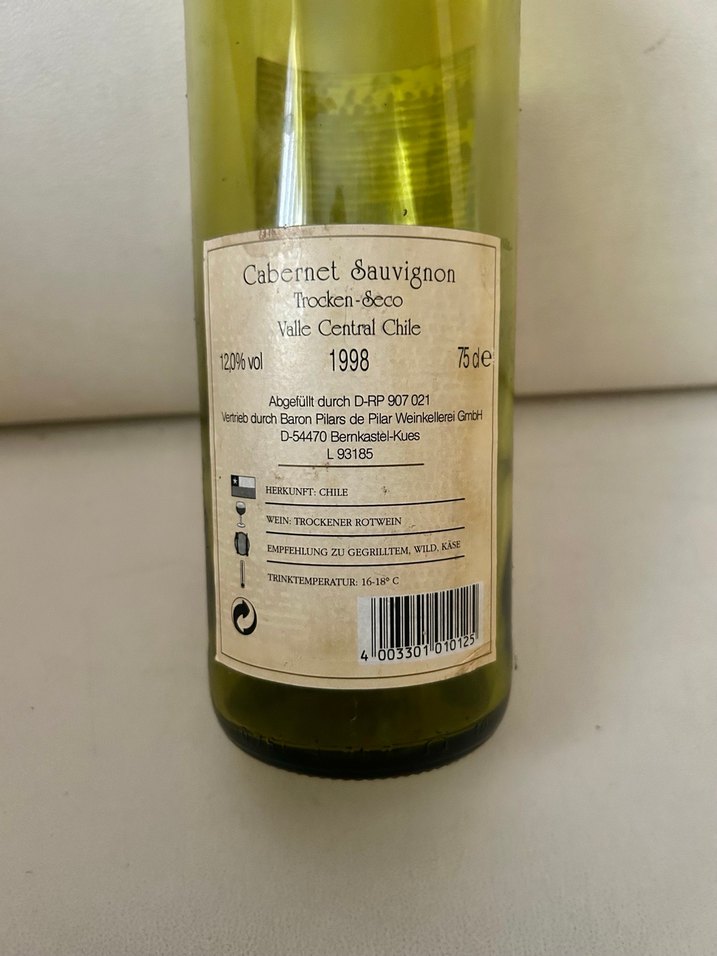 Cabernet Sauvignon
Trocken-Seco
Valle Central Chile
12,0% vol 1998 75 cl e
Abgefüllt durch D-RP 907 021
Vertrieb durch Baron Pilars de Pilar Weinkellerei GmbH
D-54470 Bernkastel-Kues
L 93185
HERKUNFT: CHILE
WEIN: TROCKENER ROTWEIN
EMPFEHLUNG ZU GEGRILLTEM, WILD, KÄSE
TRINKTEMPERATUR: 16-18° C
4 003301 010125